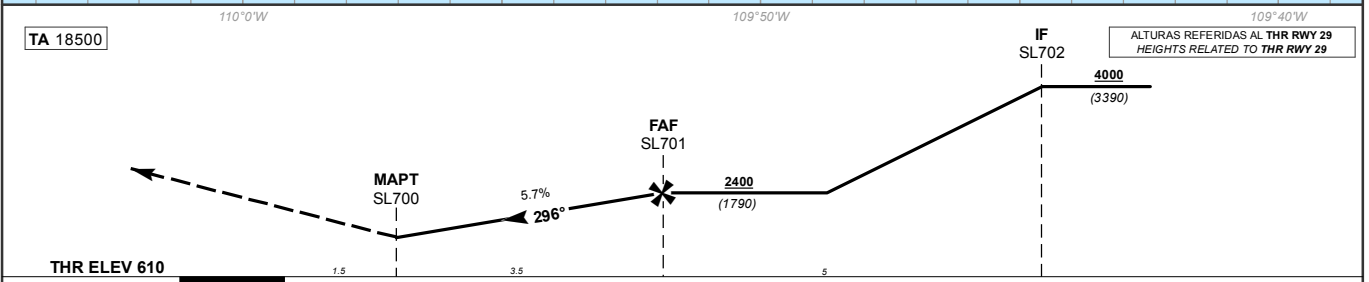 110°0'W
109°50'W
109°40'W
TA 18500
ALTURAS REFERIDAS AL THR RWY 29
HEIGHTS RELATED TO THR RWY 29
IF
SL702
4000
(3390)
FAF
SL701
2400
(1790)
MAPT
SL700
5.7%
296°
THR ELEV 610
1.5
3.5
5